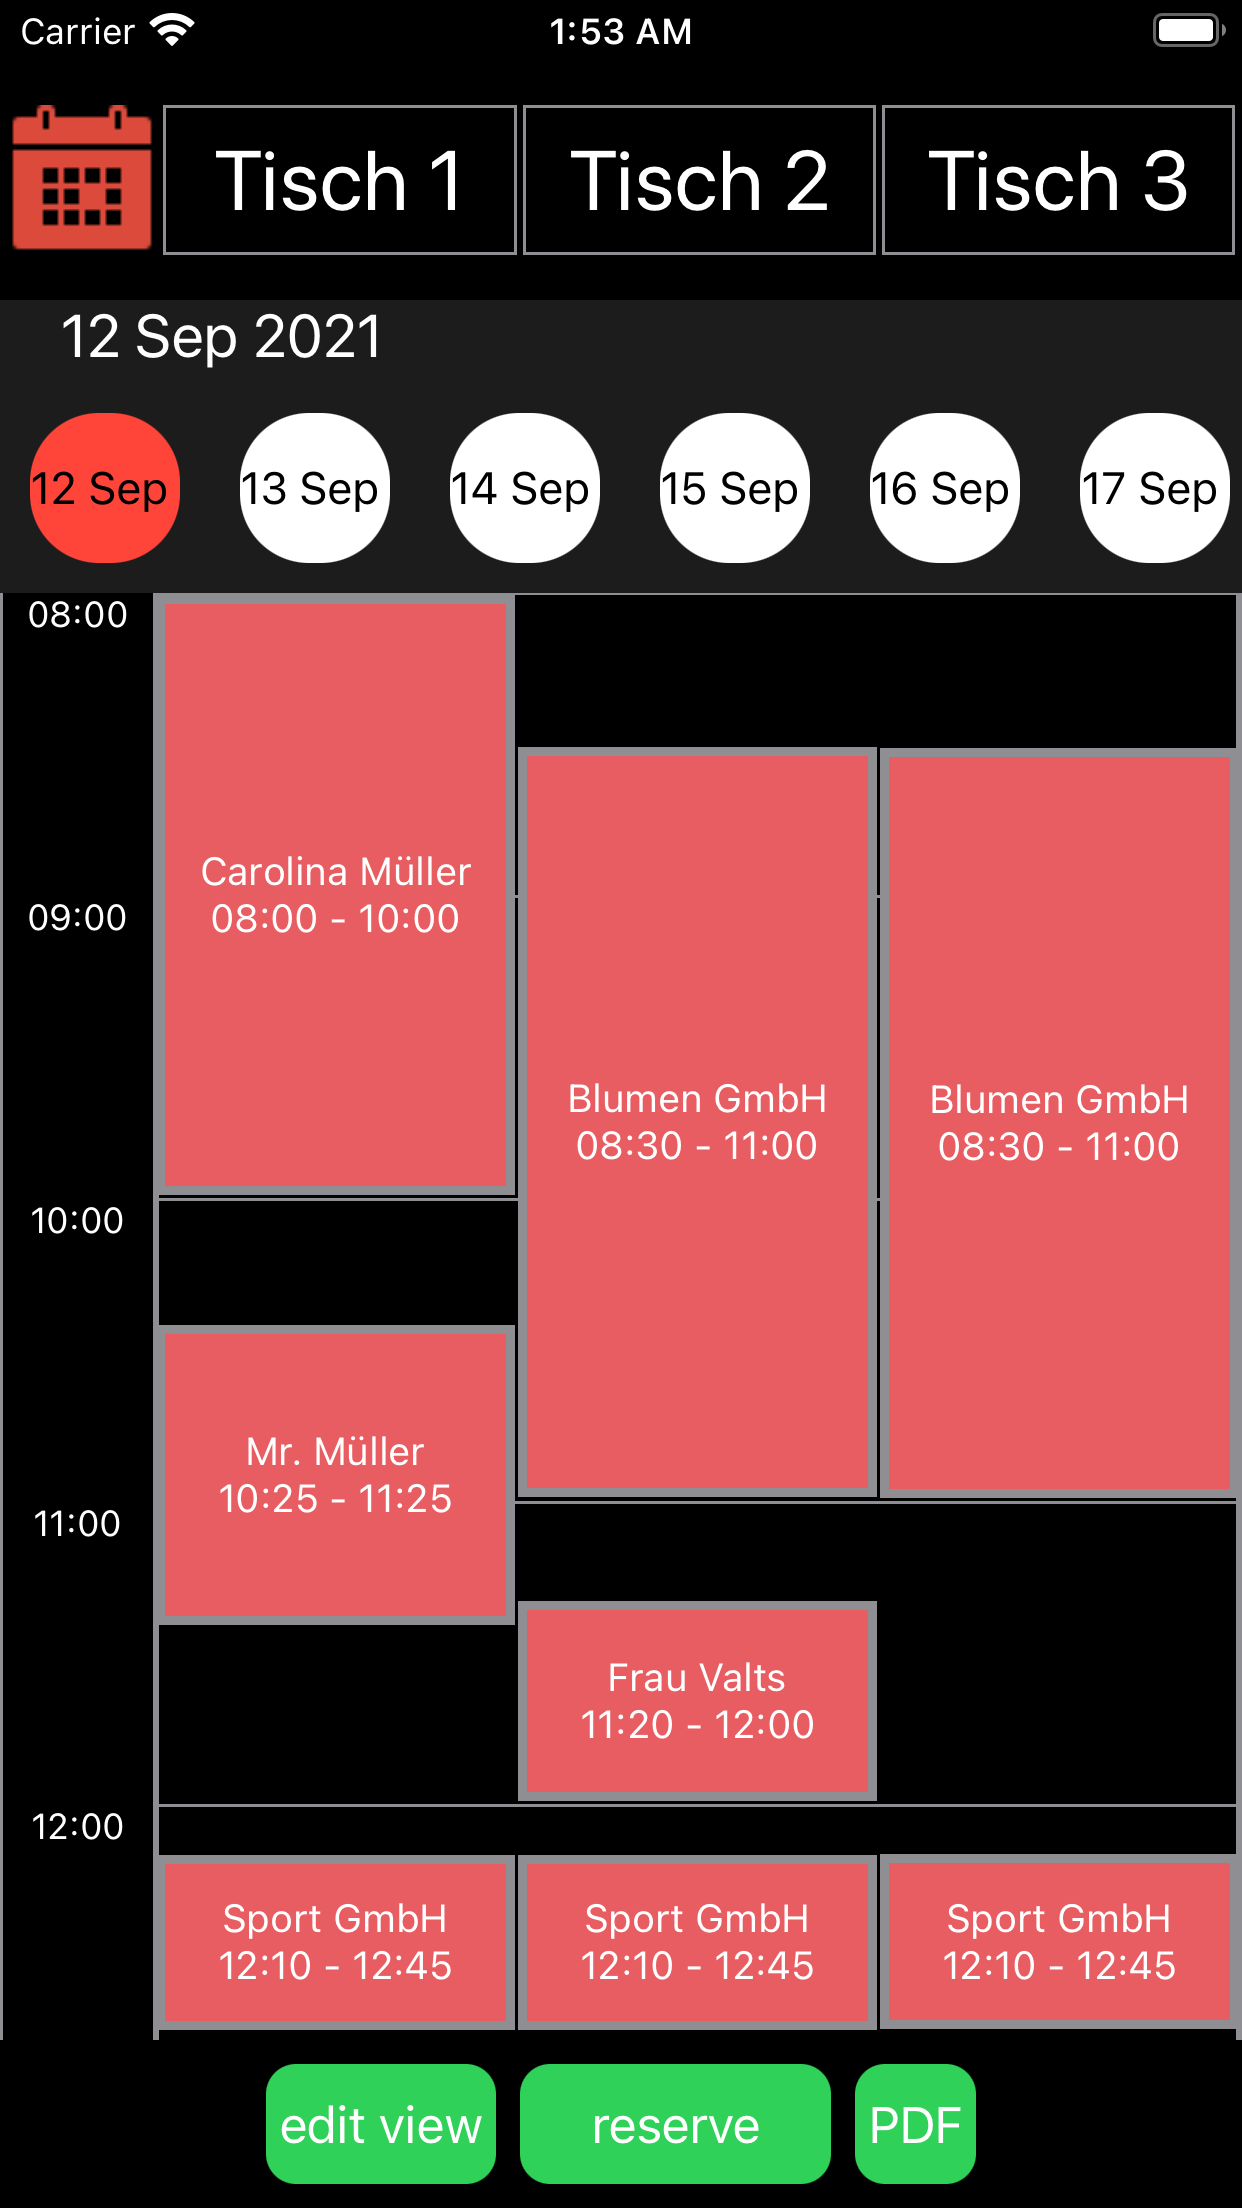 Carrier
1:53 AM
Tisch 1
Tisch 2
Tisch 3
12 Sep 2021
12 Sep
13 Sep
14 Sep
15 Sep
16 Sep
17 Sep
08:00
09:00
10:00
11:00
12:00
Carolina Müller
08:00 - 10:00
Mr. Müller
10:25 - 11:25
Sport GmbH
12:10 - 12:45
Blumen GmbH
08:30 - 11:00
Frau Valts
11:20 - 12:00
Sport GmbH
12:10 - 12:45
Blumen GmbH
08:30 - 11:00
Sport GmbH
12:10 - 12:45
edit view
reserve
PDF